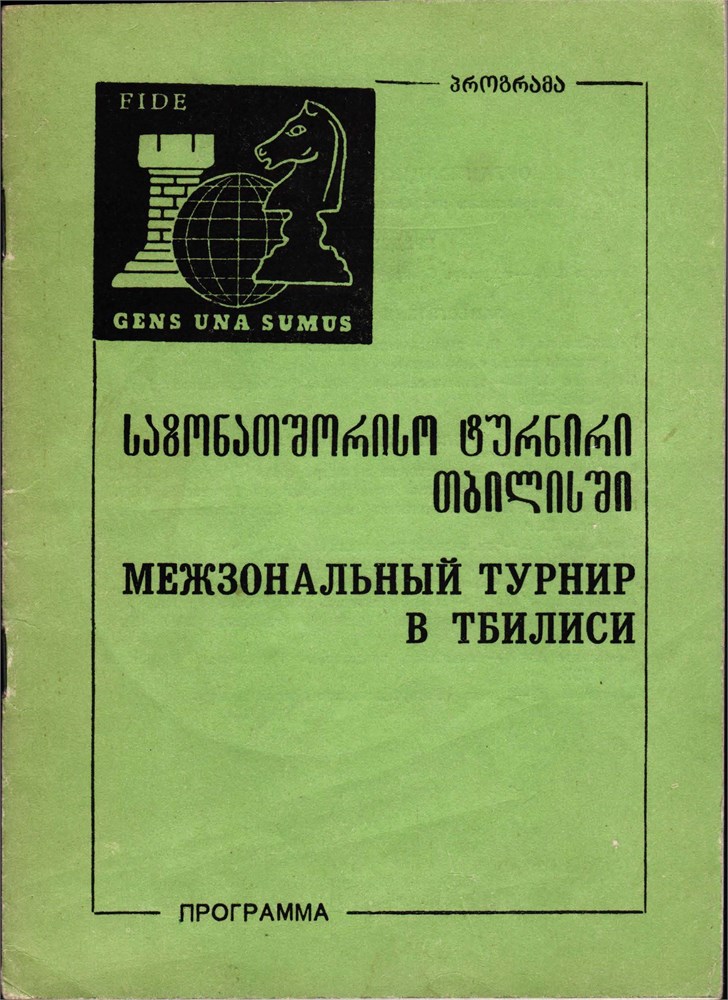 პროგრამა
FIDE
GENS UNA SUMUS
საზონათშორისო ტურნირი
თბილისში
МЕЖЗОНАЛЬНЫЙ ТУРНИР
В ТБИЛИСИ
ПРОГРАММА